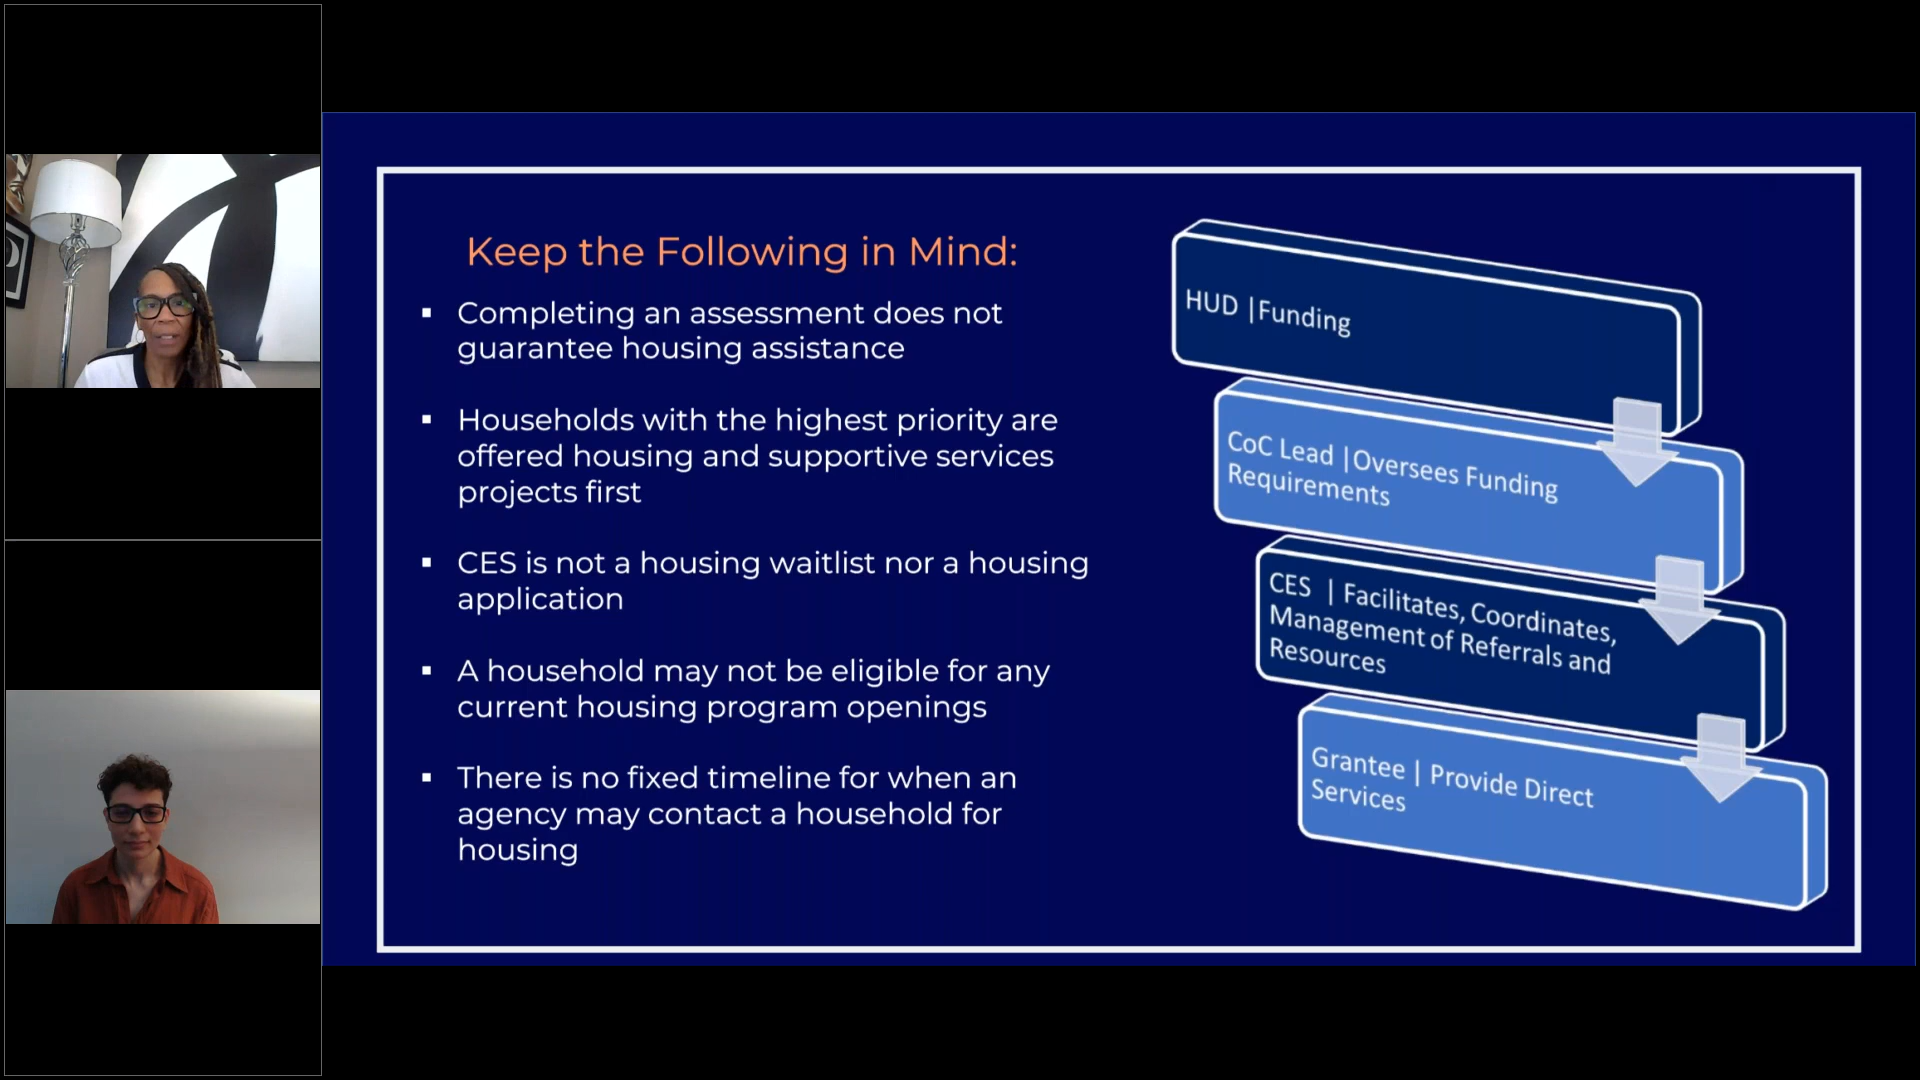 Keep the Following in Mind:
▪ Completing an assessment does not
guarantee housing assistance
▪ Households with the highest priority are
offered housing and supportive services
projects first
▪ CES is not a housing waitlist nor a housing
application
▪ A household may not be eligible for any
current housing program openings
▪ There is no fixed timeline for when an
agency may contact a household for
housing
HUD |Funding
CoC Lead |Oversees Funding
Requirements
CES | Facilitates, Coordinates,
Management of Referrals and
Resources
Grantee | Provide Direct
Services